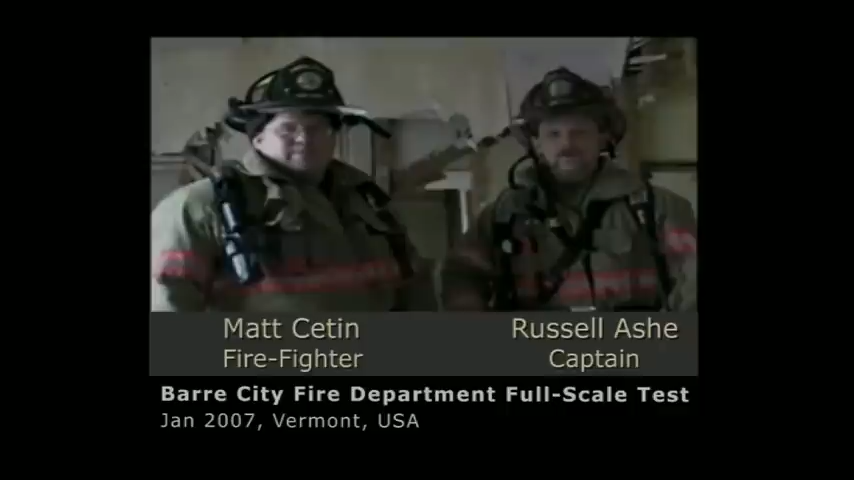 Matt Cetin Russell Ashe
Fire-Fighter Captain
Barre City Fire Department Full-Scale Test
Jan 2007, Vermont, USA